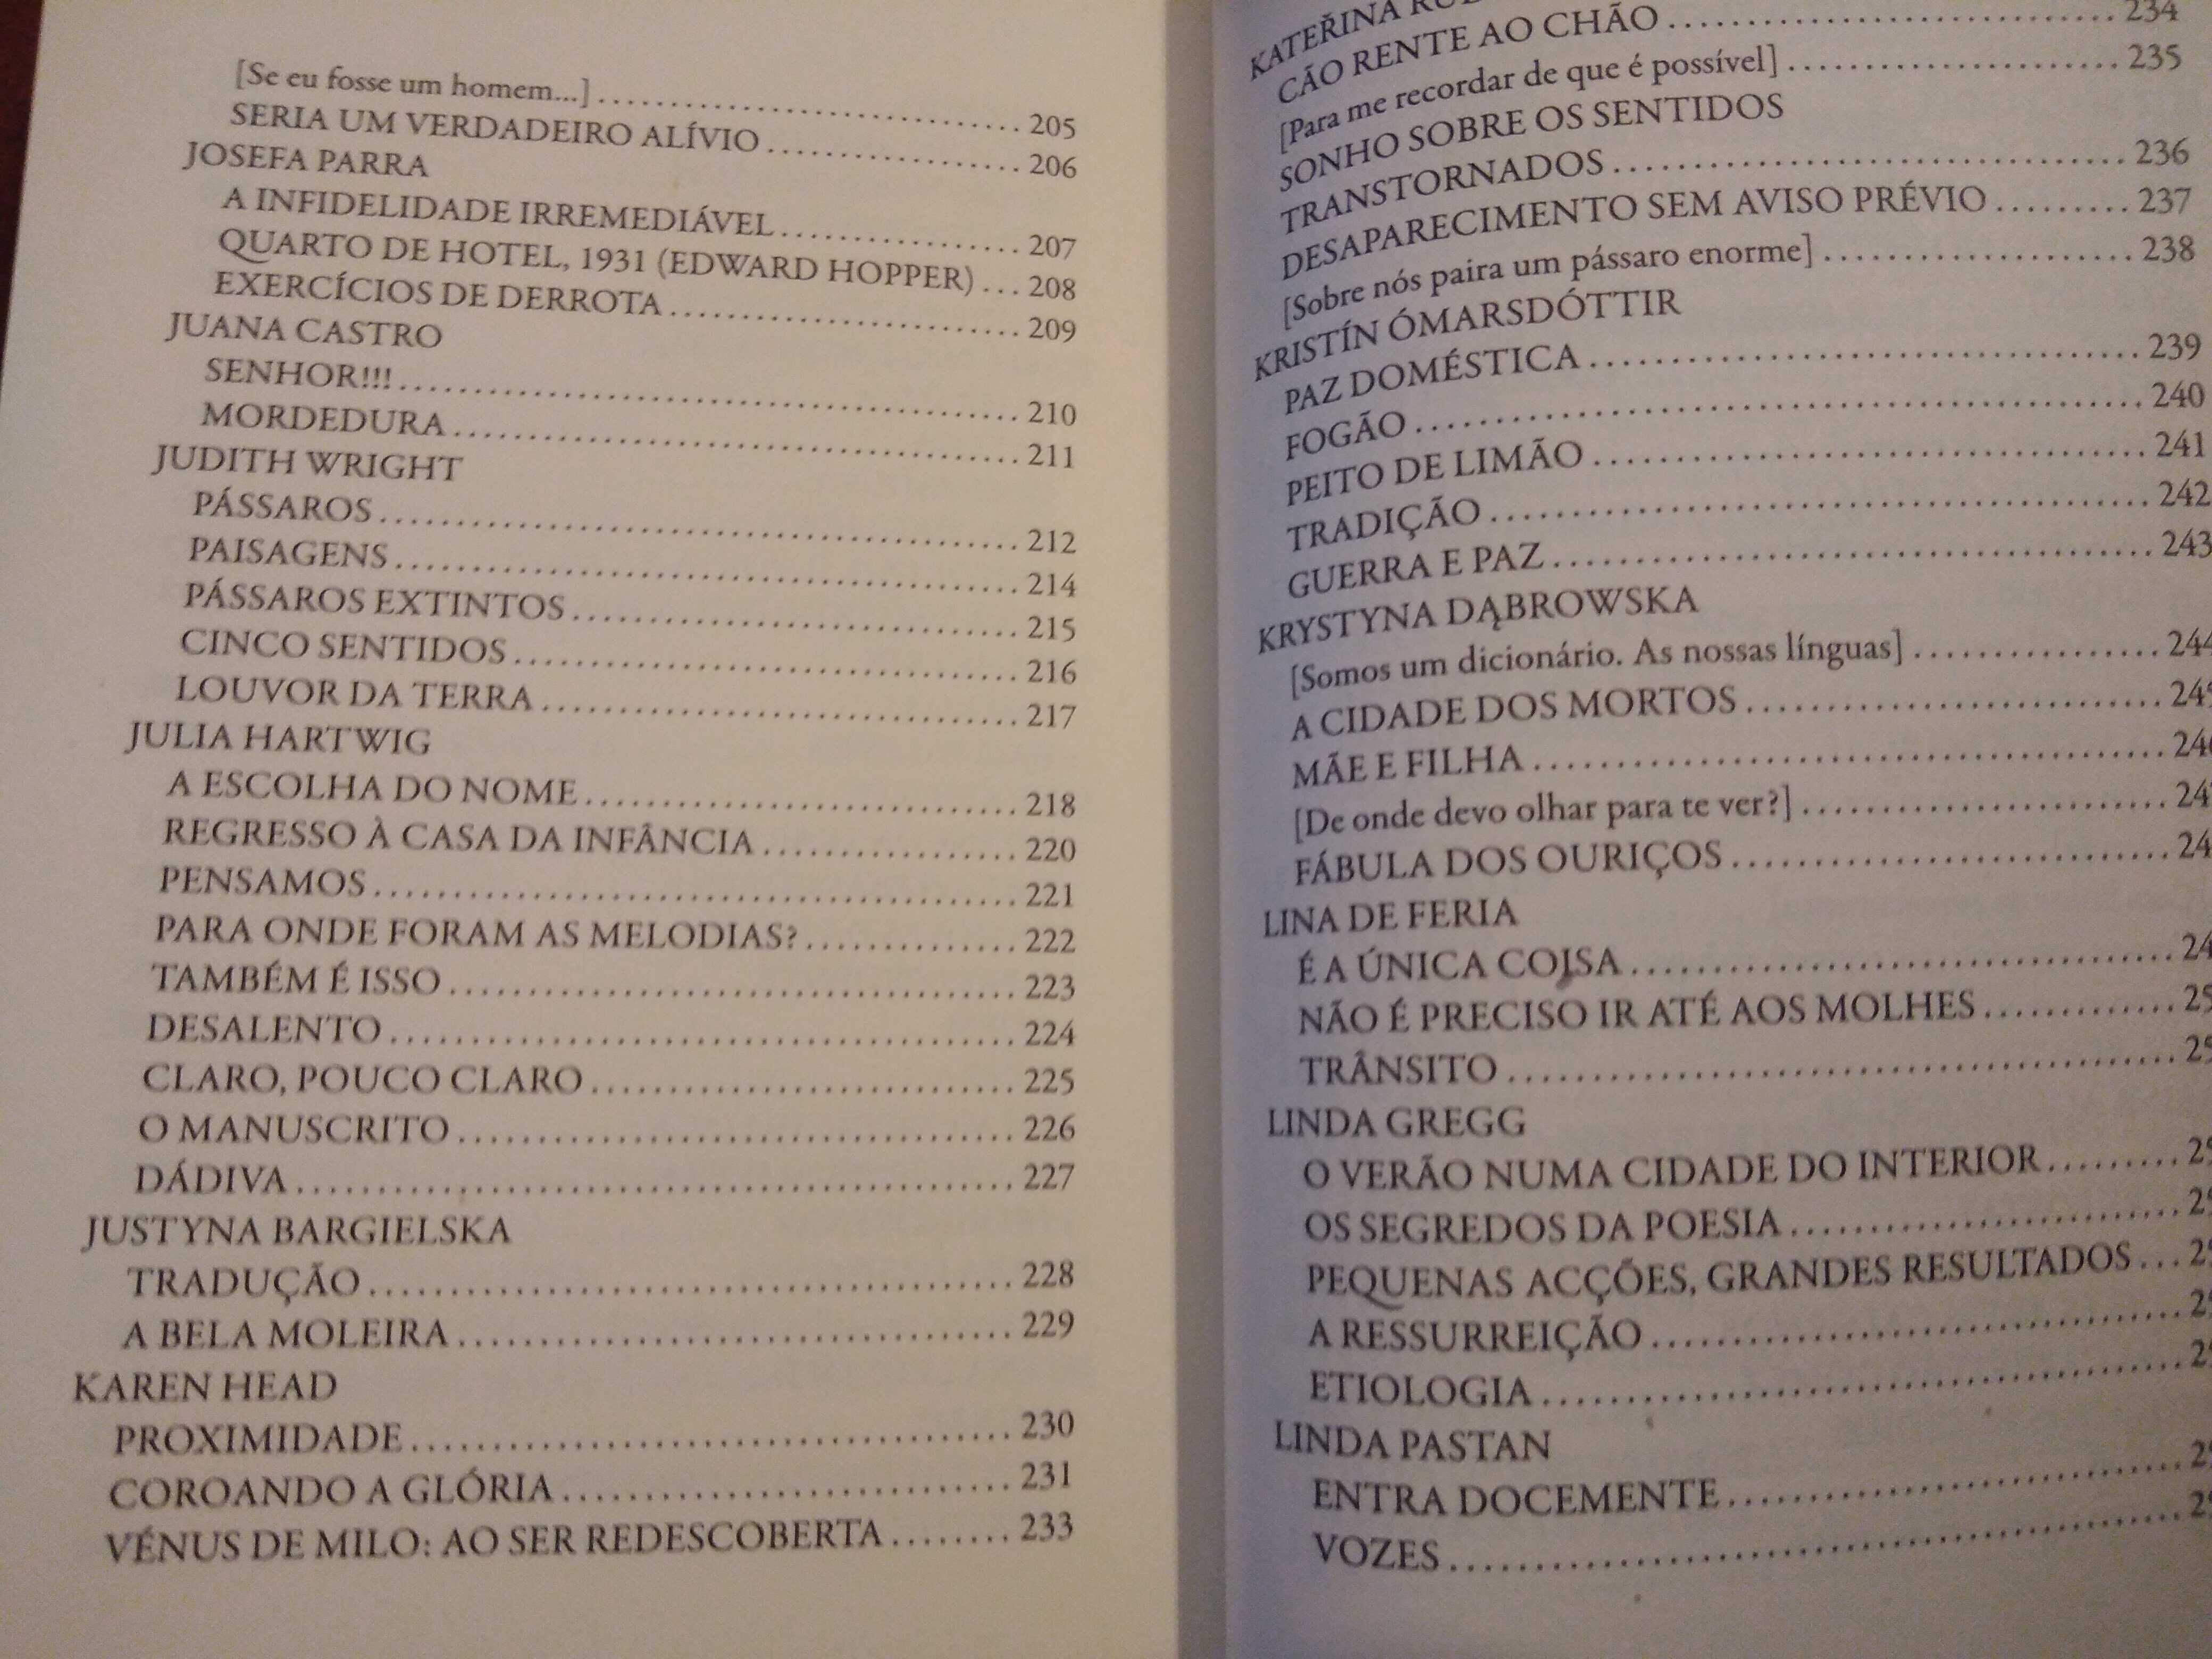 [Se eu fosse um homem...] ........ 205
SERIA UM VERDADEIRO ALÍVIO ........ 206
JOSEFA PARRA
A INFIDELIDADE IRREMEDIÁVEL ........ 207
QUARTO DE HOTEL, 1931 (EDWARD HOPPER) ... 208
EXERCÍCIOS DE DERROTA ........ 209
JUANA CASTRO
SENHOR!!! ........ 210
MORDEDURA ........ 211
JUDITH WRIGHT
PÁSSAROS ........ 212
PAISAGENS ........ 214
PÁSSAROS EXTINTOS ........ 215
CINCO SENTIDOS ........ 216
LOUVOR DA TERRA ........ 217
JULIA HARTWIG
A ESCOLHA DO NOME ........ 218
REGRESSO À CASA DA INFÂNCIA ........ 220
PENSAMOS ........ 221
PARA ONDE FORAM AS MELODIAS? ........ 222
TAMBÉM É ISSO ........ 223
DESALENTO ........ 224
CLARO, POUCO CLARO ........ 225
O MANUSCRITO ........ 226
DÁDIVA ........ 227
JUSTYNA BARGIELSKA
TRADUÇÃO ........ 228
A BELA MOLEIRA ........ 229
KAREN HEAD
PROXIMIDADE ........ 230
COROANDO A GLÓRIA ........ 231
VÉNUS DE MILO: AO SER REDESCOBERTA ........ 233
KATEŘINA
CÃO RENTE AO CHÃO ........ 234
[Para me recordar de que é possível] ........ 235
SONHO SOBRE OS SENTIDOS
TRANSTORNADOS ........ 236
DESAPARECIMENTO SEM AVISO PRÉVIO ........ 237
[Sobre nós paira um pássaro enorme] ........ 238
KRISTÍN ÓMARSDÓTTIR
PAZ DOMÉSTICA ........ 239
FOGÃO ........ 240
PEITO DE LIMÃO ........ 241
TRADIÇÃO ........ 242
GUERRA E PAZ ........ 243
KRYSTYNA DĄBROWSKA
[Somos um dicionário. As nossas línguas] ........ 244
A CIDADE DOS MORTOS ........
MÃE E FILHA ........
[De onde devo olhar para te ver?] ........
FÁBULA DOS OURIÇOS ........
LINA DE FERIA
É A ÚNICA COISA ........
NÃO É PRECISO IR ATÉ AOS MOLHES ........
TRÂNSITO ........
LINDA GREGG
O VERÃO NUMA CIDADE DO INTERIOR ........
OS SEGREDOS DA POESIA ........
PEQUENAS ACÇÕES, GRANDES RESULTADOS ...
A RESSURREIÇÃO ........
ETIOLOGIA ........
LINDA PASTAN
ENTRA DOCEMENTE ........
VOZES ........